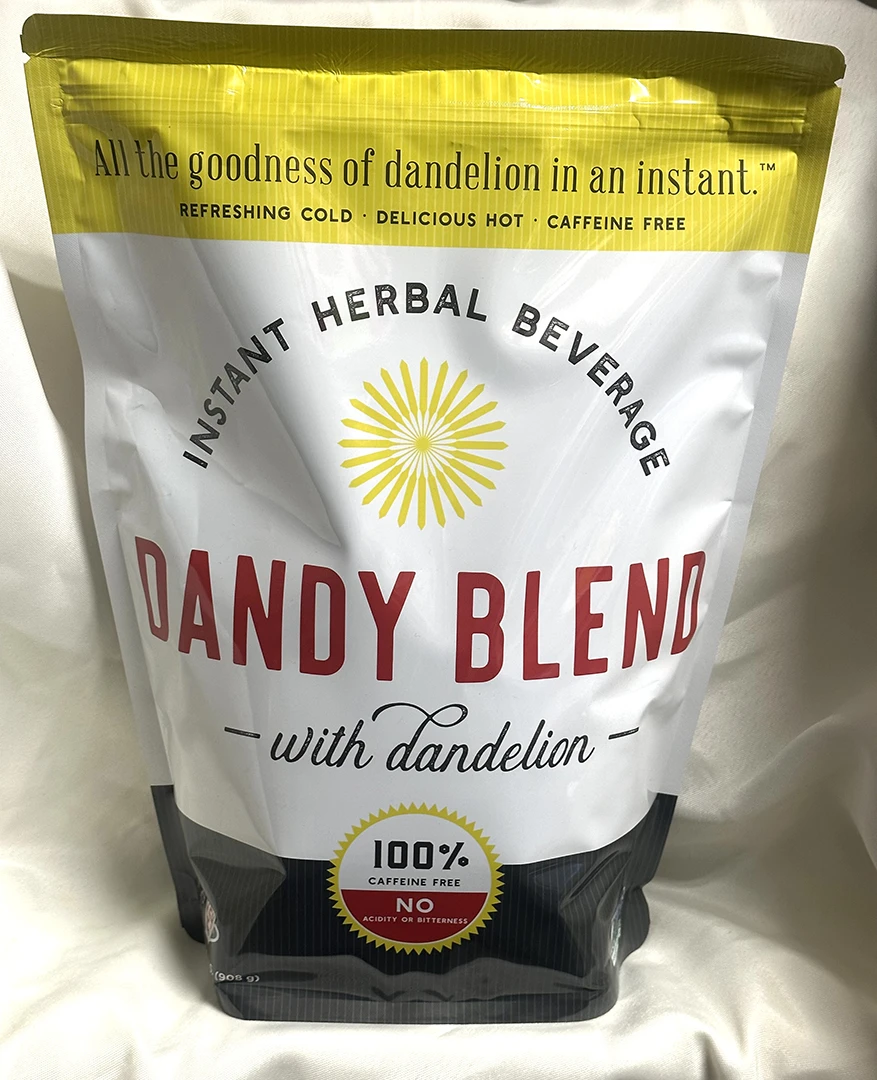 All the goodness of dandelion in an instant.™
REFRESHING COLD · DELICIOUS HOT · CAFFEINE FREE
INSTANT HERBAL BEVERAGE
DANDY BLEND
with dandelion
100%
CAFFEINE FREE
NO
ACIDITY OR BITTERNESS
(908 g)